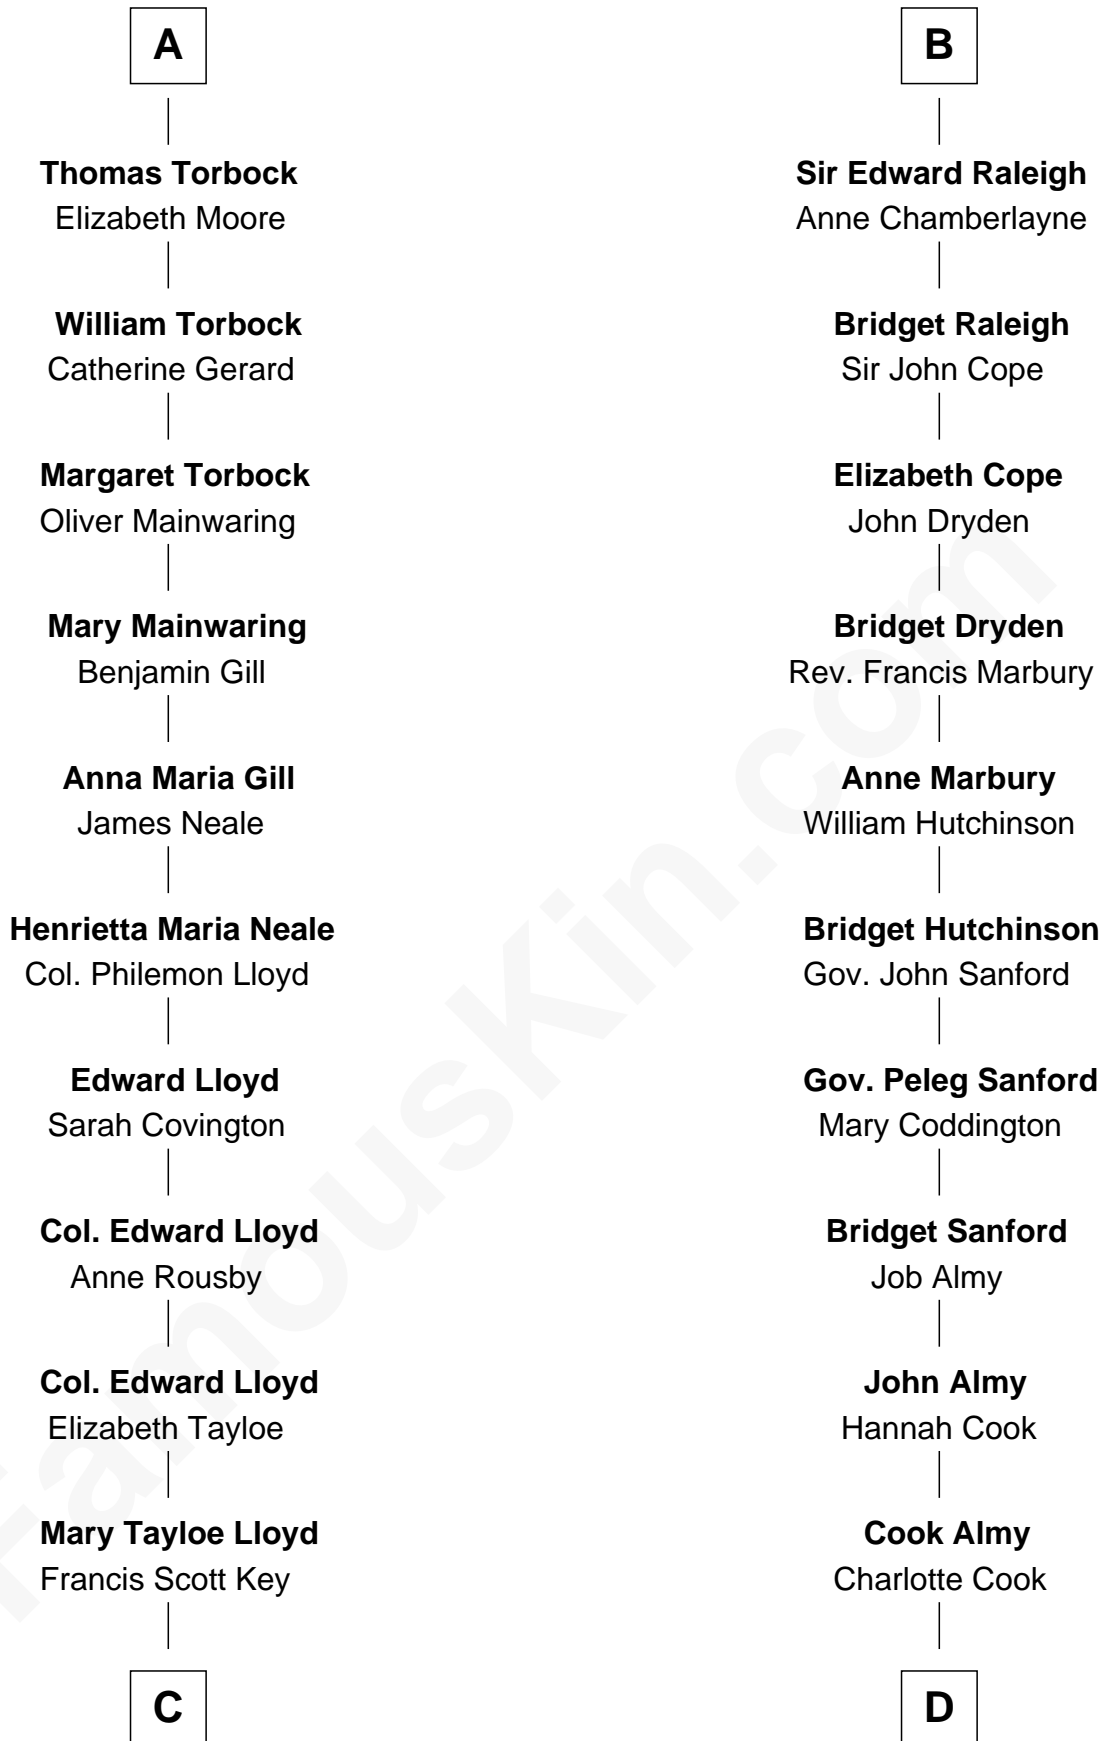 A
Thomas Torbock
Elizabeth Moore
William Torbock
Catherine Gerard
Margaret Torbock
Oliver Mainwaring
Mary Mainwaring
Benjamin Gill
Anna Maria Gill
James Neale
Henrietta Maria Neale
Col. Philemon Lloyd
Edward Lloyd
Sarah Covington
Col. Edward Lloyd
Anne Rousby
Col. Edward Lloyd
Elizabeth Tayloe
Mary Tayloe Lloyd
Francis Scott Key
C
B
Sir Edward Raleigh
Anne Chamberlayne
Bridget Raleigh
Sir John Cope
Elizabeth Cope
John Dryden
Bridget Dryden
Rev. Francis Marbury
Anne Marbury
William Hutchinson
Bridget Hutchinson
Gov. John Sanford
Gov. Peleg Sanford
Mary Coddington
Bridget Sanford
Job Almy
John Almy
Hannah Cook
Cook Almy
Charlotte Cook
D
FamousKin.com